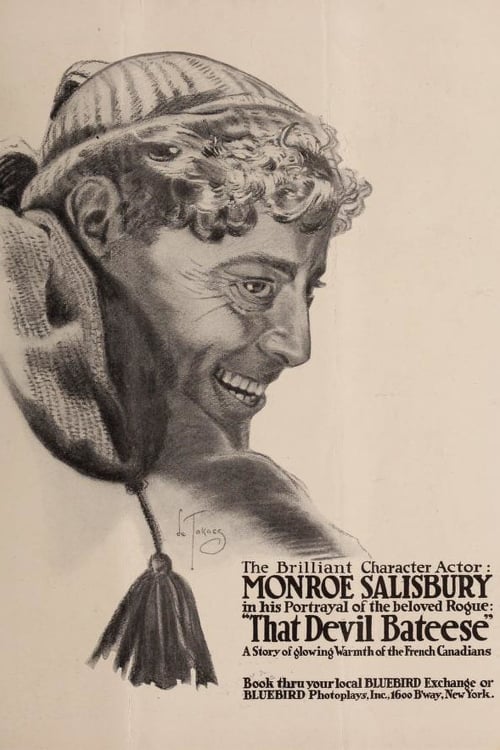 de Takacs
The Brilliant Character Actor:
MONROE SALISBURY
in his Portrayal of the beloved Rogue:
"That Devil Bateese"
A Story of glowing Warmth of the French Canadians
Book thru your local BLUEBIRD Exchange or
BLUEBIRD Photoplays, Inc., 1600 B'way, New York.